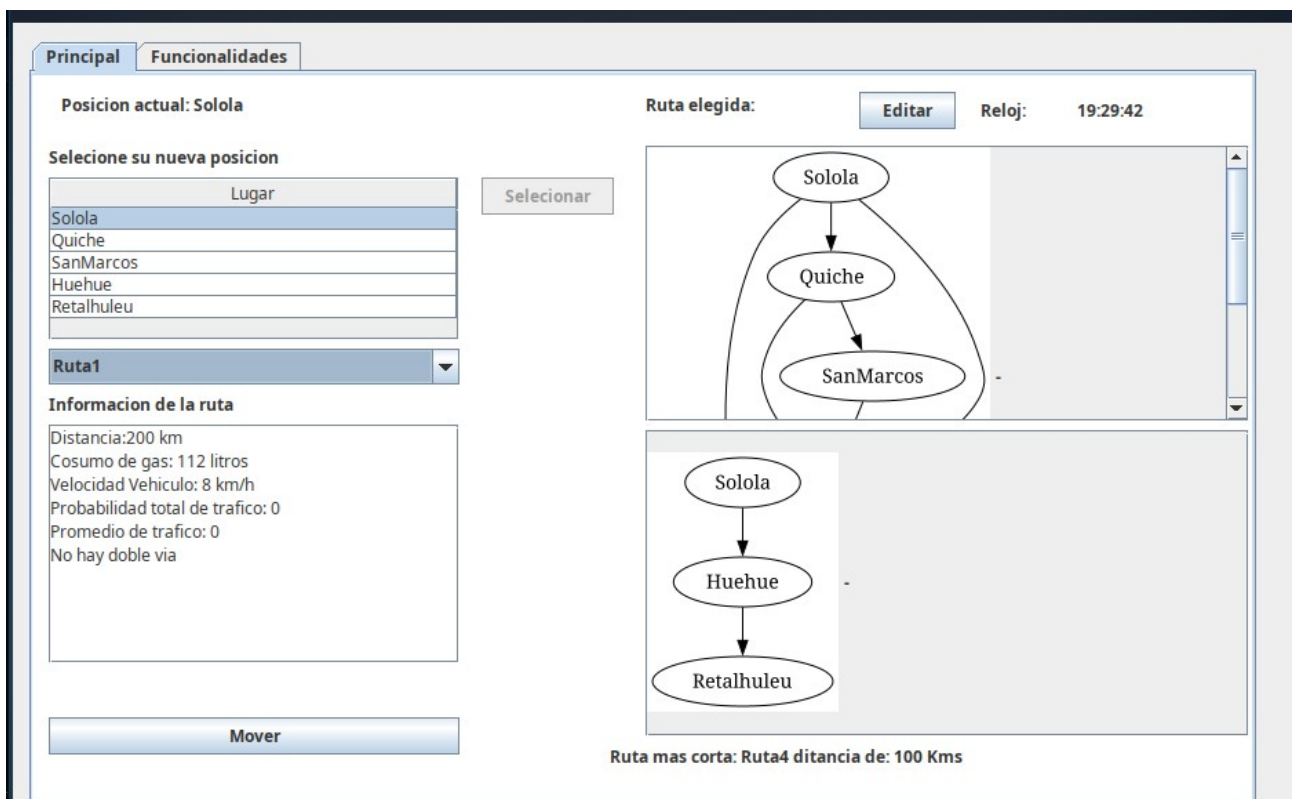 Principal
Funcionalidades
Posicion actual: Solola
Ruta elegida:
Editar
Reloj:
19:29:42
Selecione su nueva posicion
Lugar
Solola
Quiche
SanMarcos
Huehue
Retalhuleu
Selecionar
Ruta1
Informacion de la ruta
Distancia:200 km
Cosumo de gas: 112 litros
Velocidad Vehiculo: 8 km/h
Probabilidad total de trafico: 0
Promedio de trafico: 0
No hay doble via
Mover
Solola
Quiche
SanMarcos
-
Solola
Huehue
-
Retalhuleu
Ruta mas corta: Ruta4 ditancia de: 100 Kms